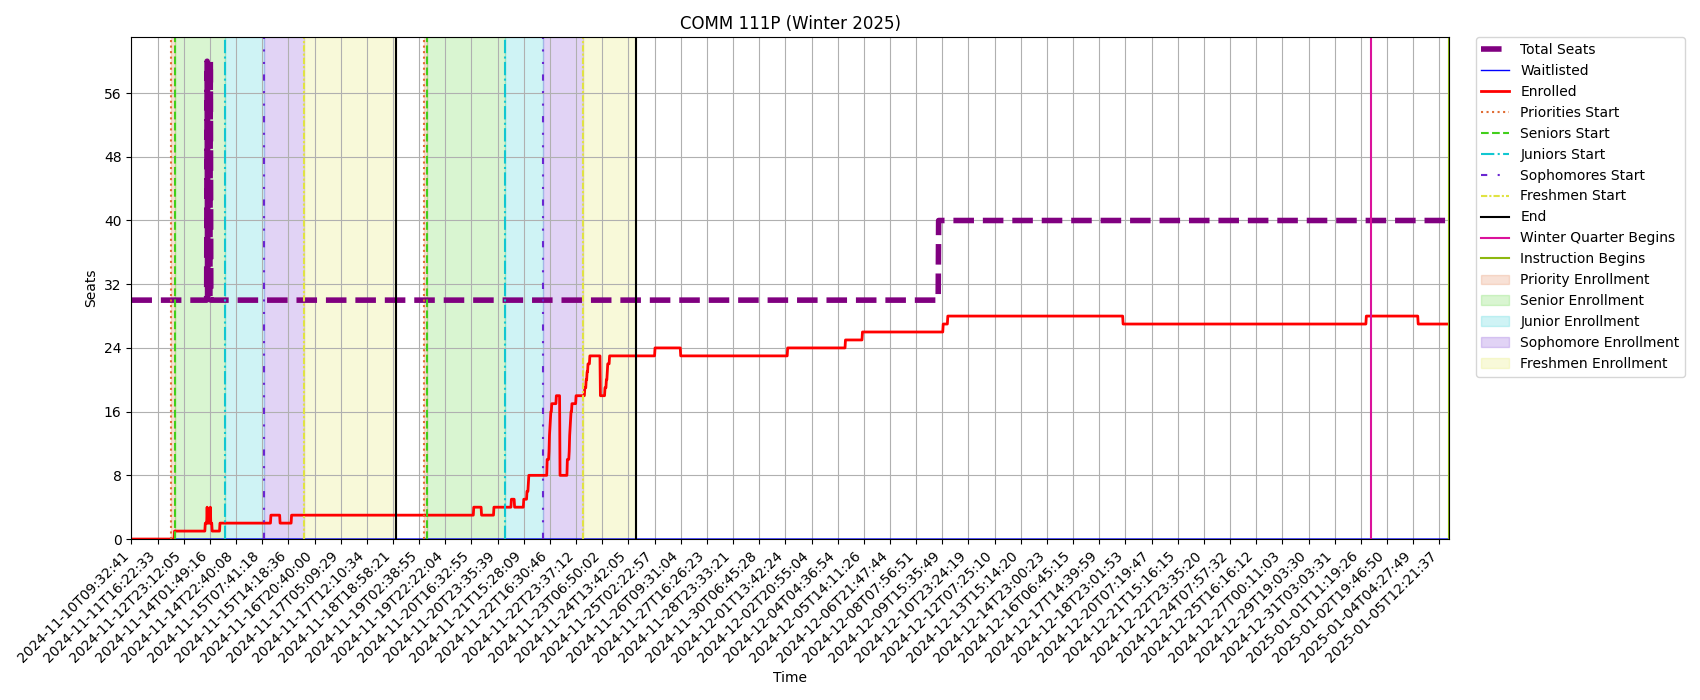 COMM 111P (Winter 2025)
Seats
56
48
40
32
24
16
8
0
2024-11-10T09:32:41
2024-11-11T16:22:33
2024-11-12T23:12:05
2024-11-14T01:49:16
2024-11-14T22:40:08
2024-11-15T07:41:18
2024-11-15T14:18:36
2024-11-16T20:40:00
2024-11-17T05:09:29
2024-11-17T12:10:34
2024-11-18T18:58:21
2024-11-19T02:38:55
2024-11-19T22:22:04
2024-11-20T16:32:55
2024-11-20T23:35:39
2024-11-21T15:28:09
2024-11-22T16:30:46
2024-11-22T23:37:12
2024-11-23T06:50:02
2024-11-24T13:42:05
2024-11-25T02:22:57
2024-11-26T09:31:04
2024-11-27T16:26:23
2024-11-28T23:33:21
2024-11-30T06:45:28
2024-12-01T13:42:24
2024-12-02T20:55:04
2024-12-04T04:36:54
2024-12-05T14:11:26
2024-12-06T21:47:44
2024-12-08T07:56:51
2024-12-09T15:35:49
2024-12-10T23:24:19
2024-12-12T07:25:10
2024-12-13T15:14:20
2024-12-14T23:00:23
2024-12-16T06:45:15
2024-12-17T14:39:59
2024-12-18T23:01:53
2024-12-20T07:19:47
2024-12-21T15:16:15
2024-12-22T23:35:20
2024-12-24T07:57:32
2024-12-25T16:16:12
2024-12-27T00:11:03
2024-12-29T19:03:30
2024-12-31T03:03:31
2025-01-01T11:19:26
2025-01-02T19:46:50
2025-01-04T04:27:49
2025-01-05T12:21:37
Time
Total Seats
Waitlisted
Enrolled
Priorities Start
Seniors Start
Juniors Start
Sophomores Start
Freshmen Start
End
Winter Quarter Begins
Instruction Begins
Priority Enrollment
Senior Enrollment
Junior Enrollment
Sophomore Enrollment
Freshmen Enrollment